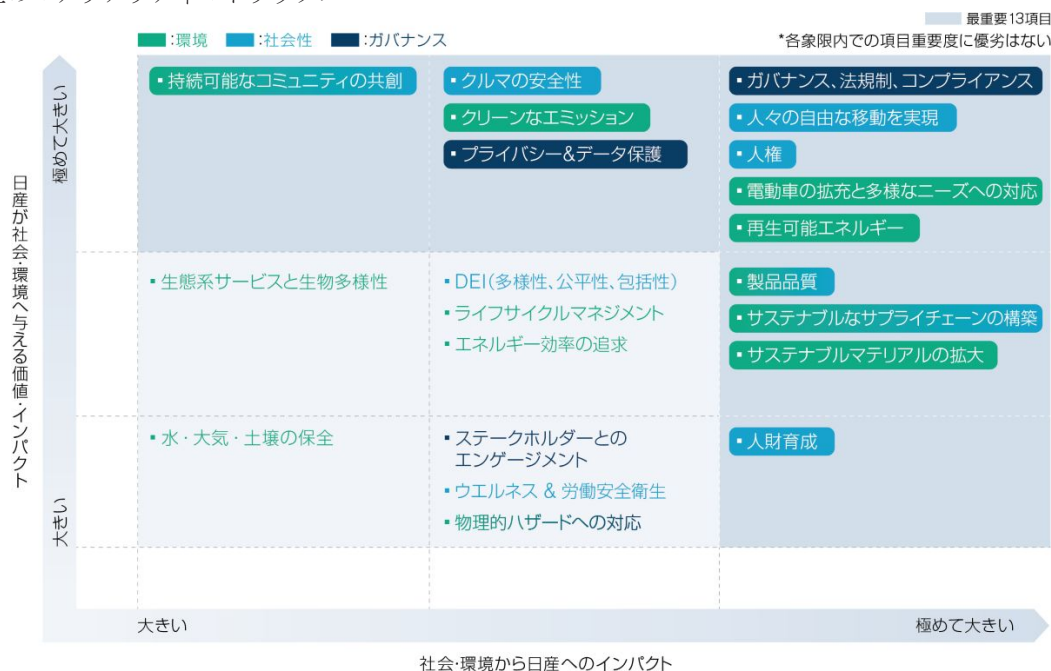 最重要13項目
:環境 :社会性 :ガバナンス
*各象限内での項目重要度に優劣はない
日産が社会・環境へ与える価値・インパクト
極めて大きい
▪持続可能なコミュニティの共創
▪クルマの安全性
▪クリーンなエミッション
▪プライバシー&データ保護
▪ガバナンス、法規制、コンプライアンス
▪人々の自由な移動を実現
▪人権
▪電動車の拡充と多様なニーズへの対応
▪再生可能エネルギー
▪生態系サービスと生物多様性
▪DEI(多様性、公平性、包括性)
▪ライフサイクルマネジメント
▪エネルギー効率の追求
▪製品品質
▪サステナブルなサプライチェーンの構築
▪サステナブルマテリアルの拡大
大きい
▪水・大気・土壌の保全
▪ステークホルダーとの
エンゲージメント
▪ウエルネス & 労働安全衛生
▪物理的ハザードへの対応
▪人財育成
大きい
極めて大きい
社会・環境から日産へのインパクト